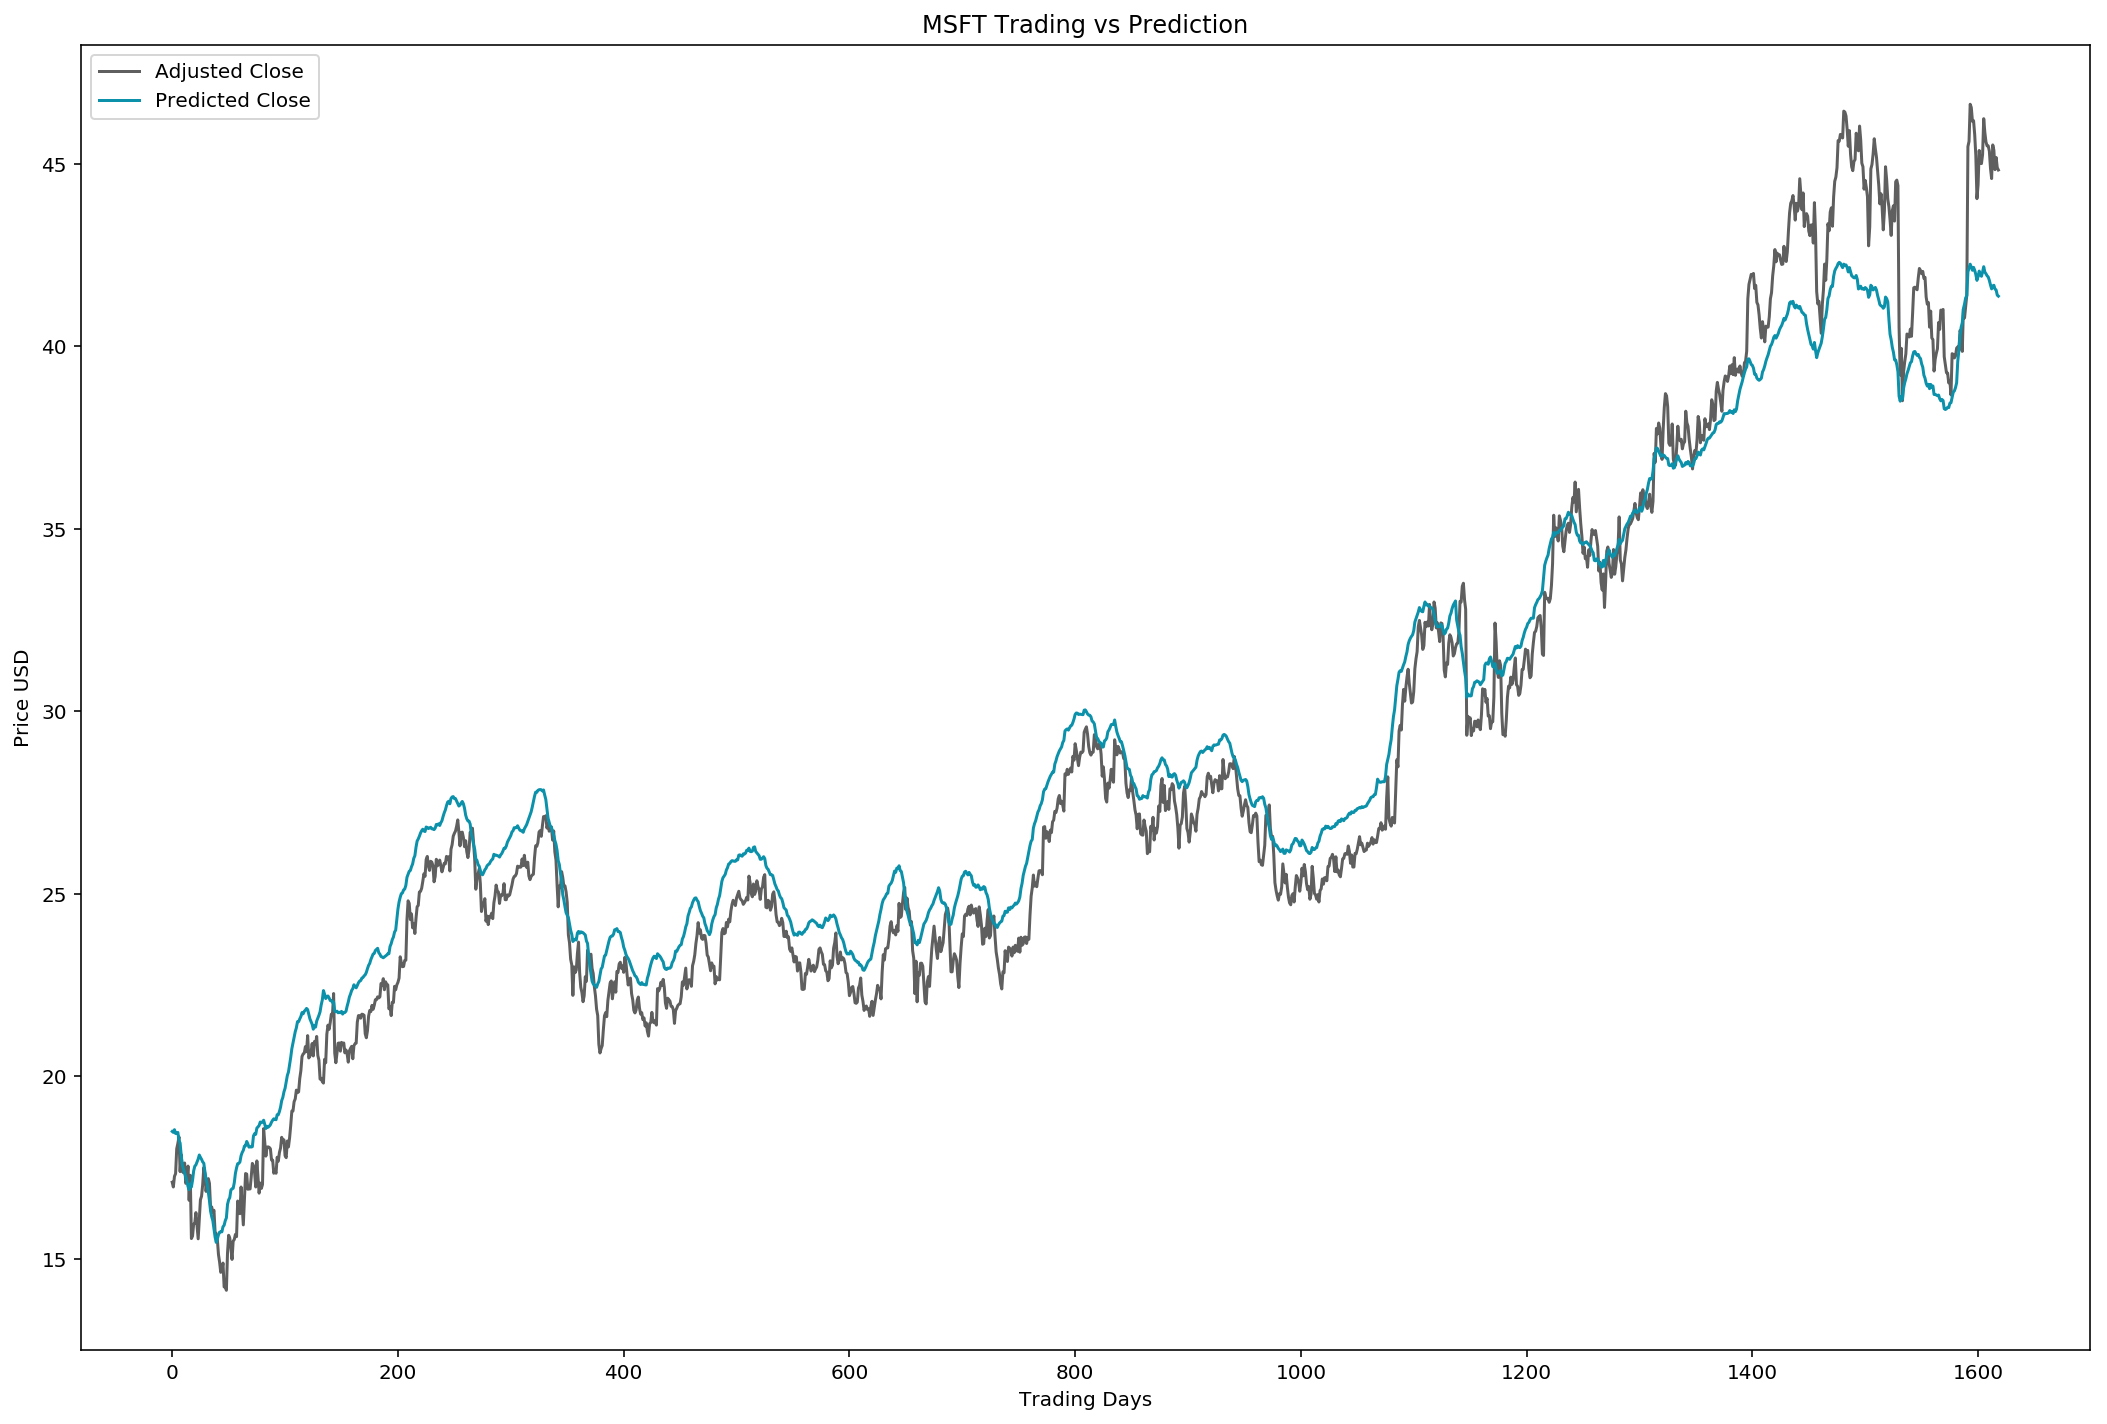 MSFT Trading vs Prediction
Adjusted Close
Predicted Close
Price USD
45
40
35
30
25
20
15
0 200 400 600 800 1000 1200 1400 1600
Trading Days